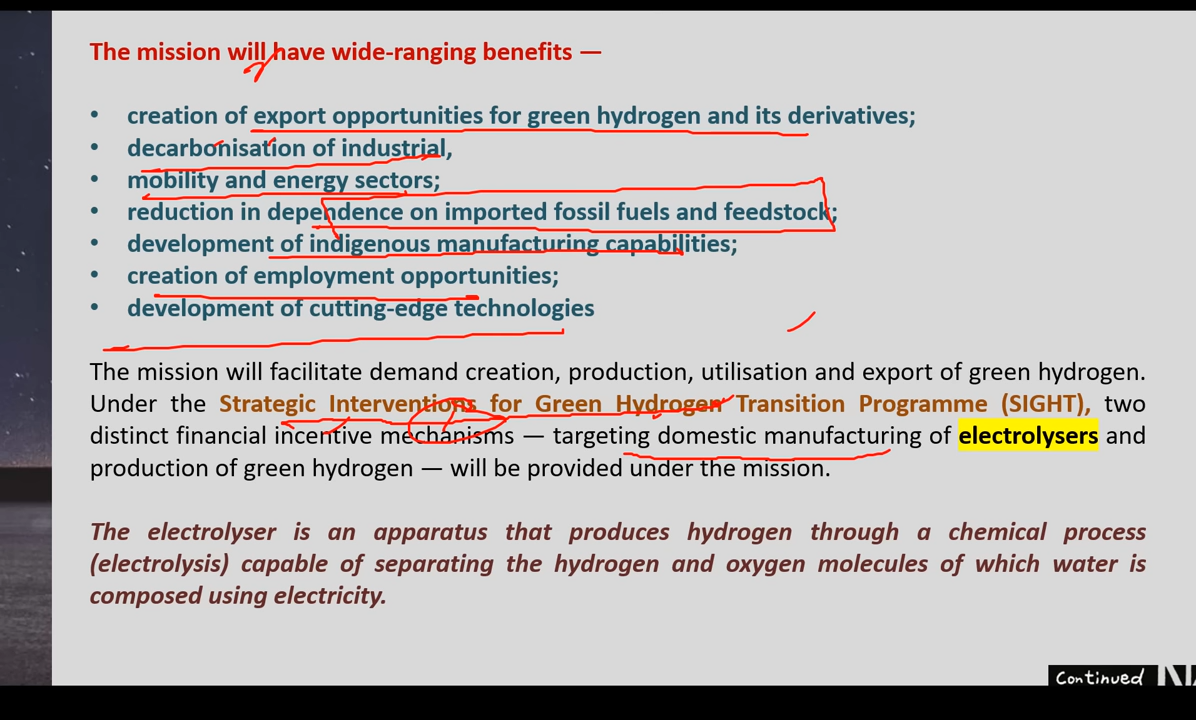 The mission will have wide-ranging benefits —
• creation of export opportunities for green hydrogen and its derivatives;
• decarbonisation of industrial,
• mobility and energy sectors;
• reduction in dependence on imported fossil fuels and feedstock;
• development of indigenous manufacturing capabilities;
• creation of employment opportunities;
• development of cutting-edge technologies
The mission will facilitate demand creation, production, utilisation and export of green hydrogen.
Under the Strategic Interventions for Green Hydrogen Transition Programme (SIGHT), two
distinct financial incentive mechanisms — targeting domestic manufacturing of electrolysers and
production of green hydrogen — will be provided under the mission.
The electrolyser is an apparatus that produces hydrogen through a chemical process
(electrolysis) capable of separating the hydrogen and oxygen molecules of which water is
composed using electricity.
Continued